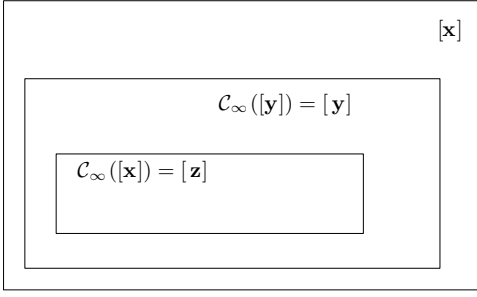 [x]
𝒞∞([y]) = [y]
𝒞∞([x]) = [z]